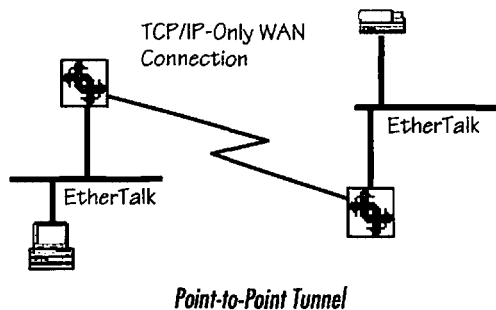 TCP/IP-Only WAN
Connection
EtherTalk
EtherTalk
Point-to-Point Tunnel